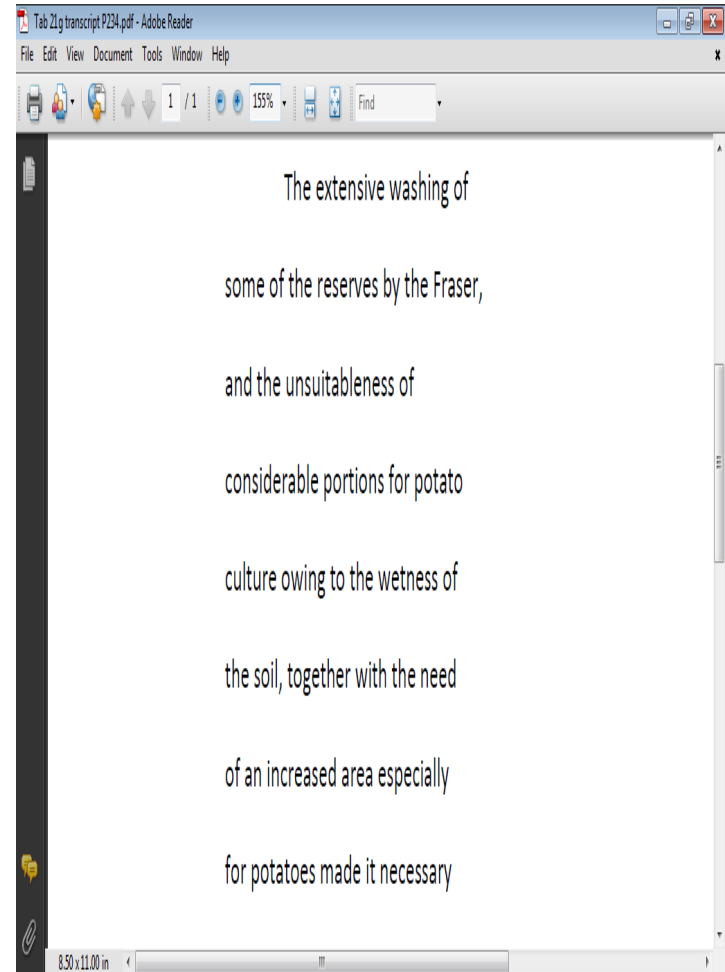 Tab 21g transcript P234.pdf - Adobe Reader
File Edit View Document Tools Window Help x
1 / 1 155% Find
The extensive washing of
some of the reserves by the Fraser,
and the unsuitableness of
considerable portions for potato
culture owing to the wetness of
the soil, together with the need
of an increased area especially
for potatoes made it necessary
8.50 x 11.00 in